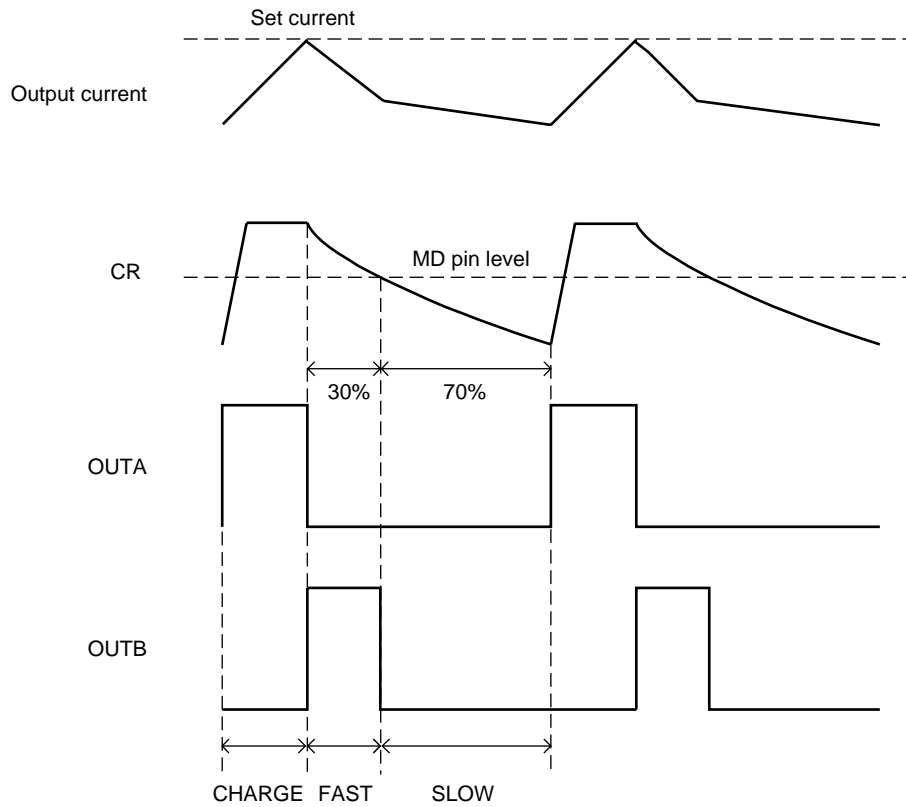 Set current
Output current
MD pin level
CR
30% 70%
OUTA
OUTB
CHARGE FAST SLOW